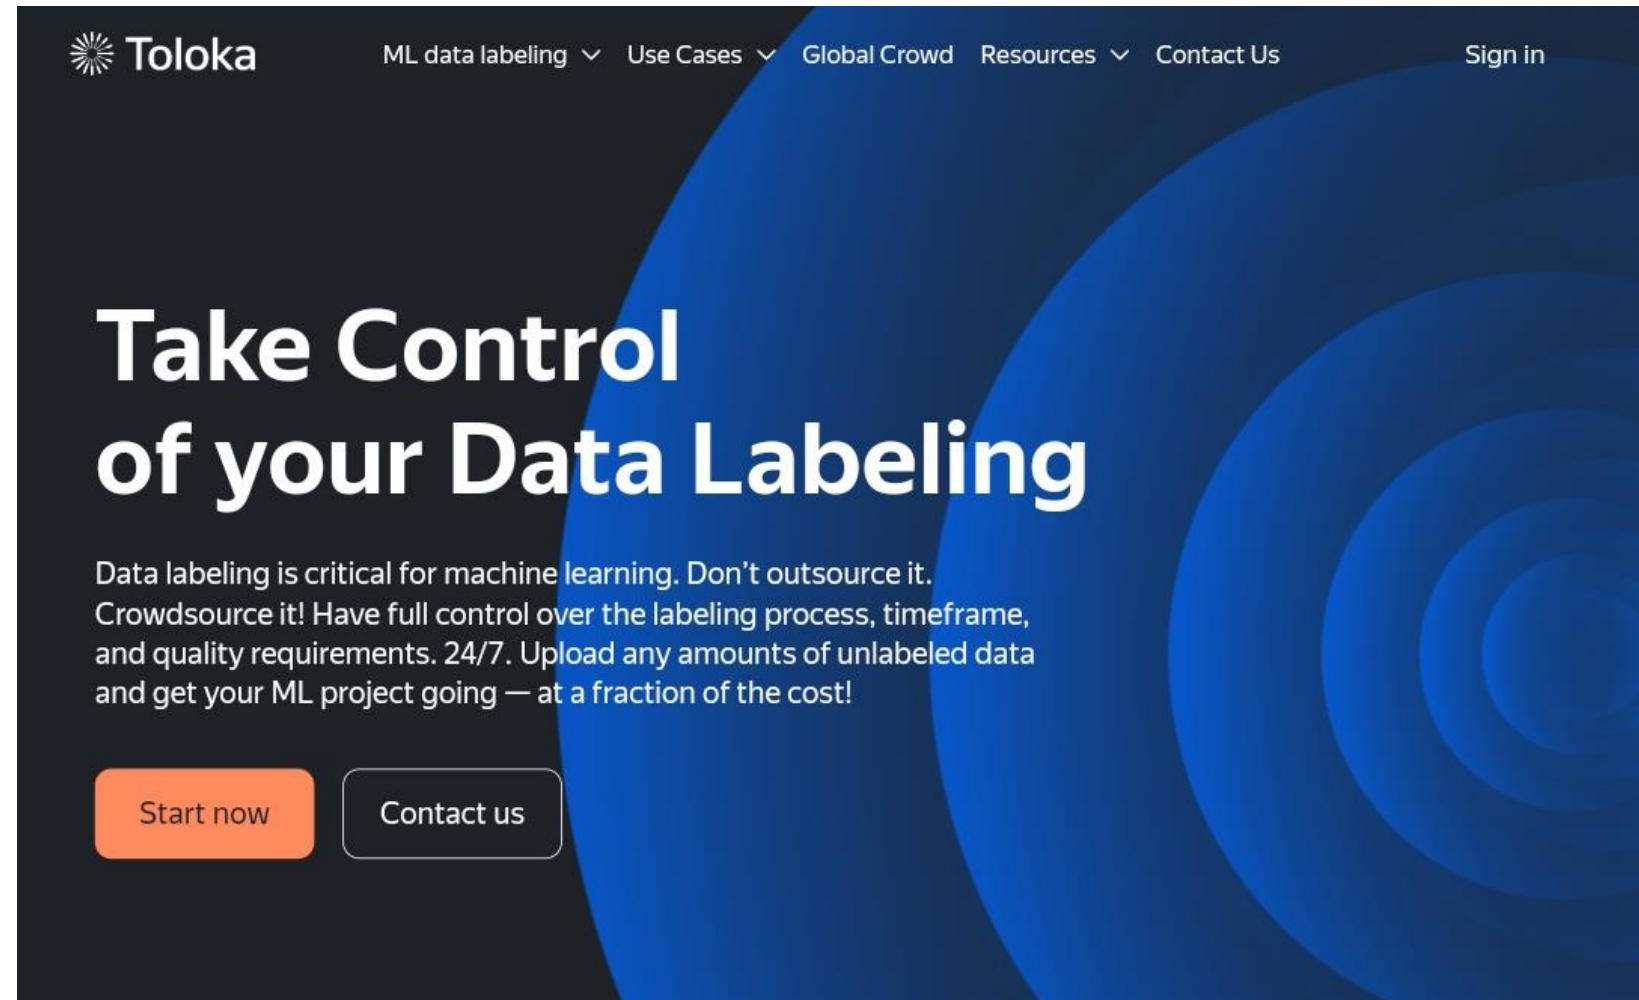 Toloka
ML data labeling
Use Cases
Global Crowd
Resources
Contact Us
Sign in
Take Control
of your Data Labeling
Data labeling is critical for machine learning. Don’t outsource it.
Crowdsource it! Have full control over the labeling process, timeframe,
and quality requirements. 24/7. Upload any amounts of unlabeled data
and get your ML project going — at a fraction of the cost!
Start now
Contact us